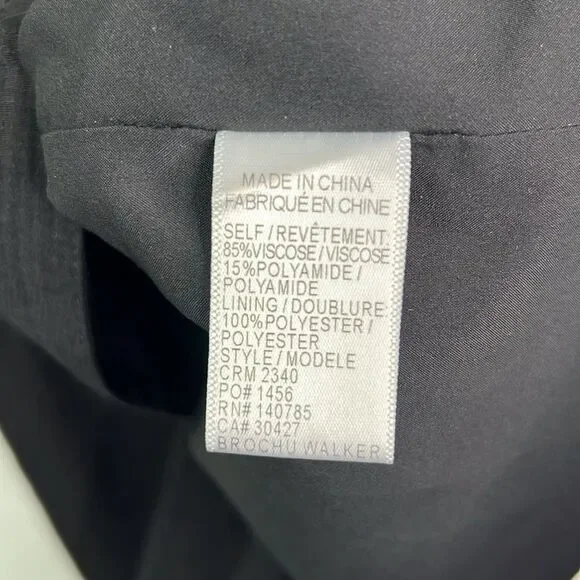 MADE IN CHINA
FABRIQUÉ EN CHINE
SELF / REVÊTEMENT
85%VISCOSE / VISCOSE
15%POLYAMIDE /
POLYAMIDE
LINING / DOUBLURE
100%POLYESTER /
POLYESTER
STYLE / MODELE
CRM 2340
PO# 1456
RN# 140785
CA# 30427
BROCHU WALKER